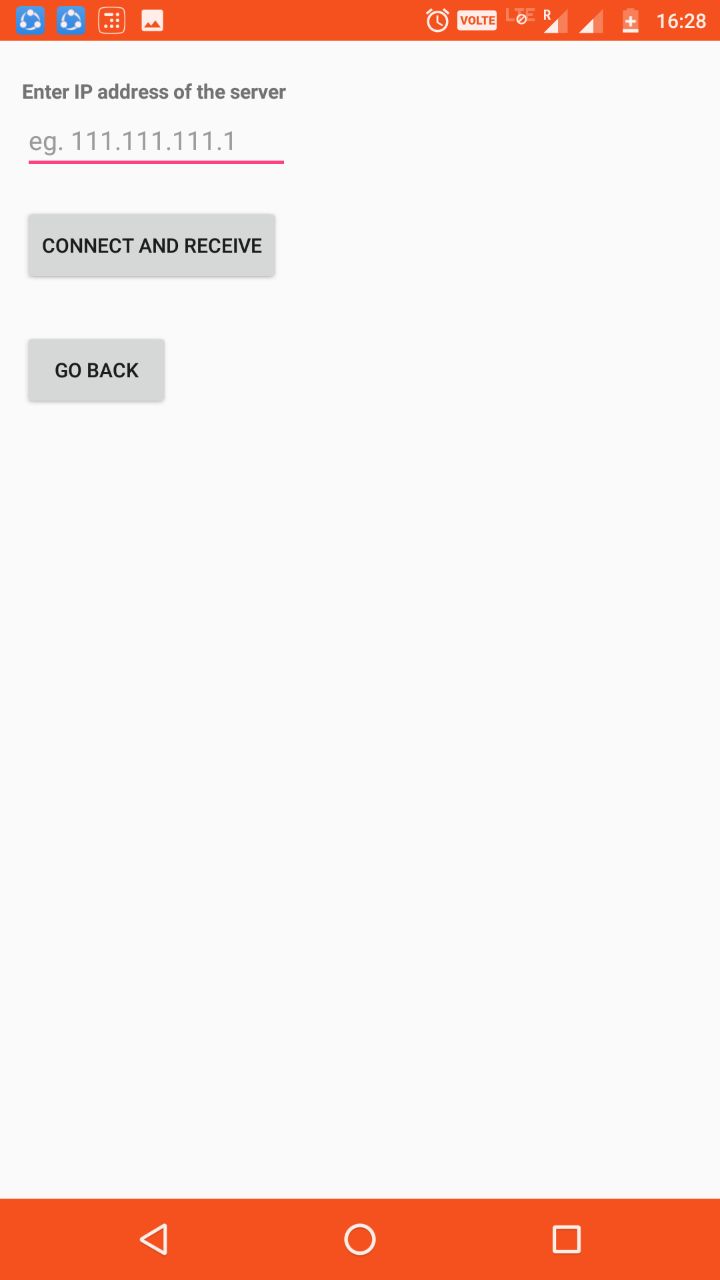 VOLTE LTE R 16:28
Enter IP address of the server
eg. 111.111.111.1
CONNECT AND RECEIVE
GO BACK